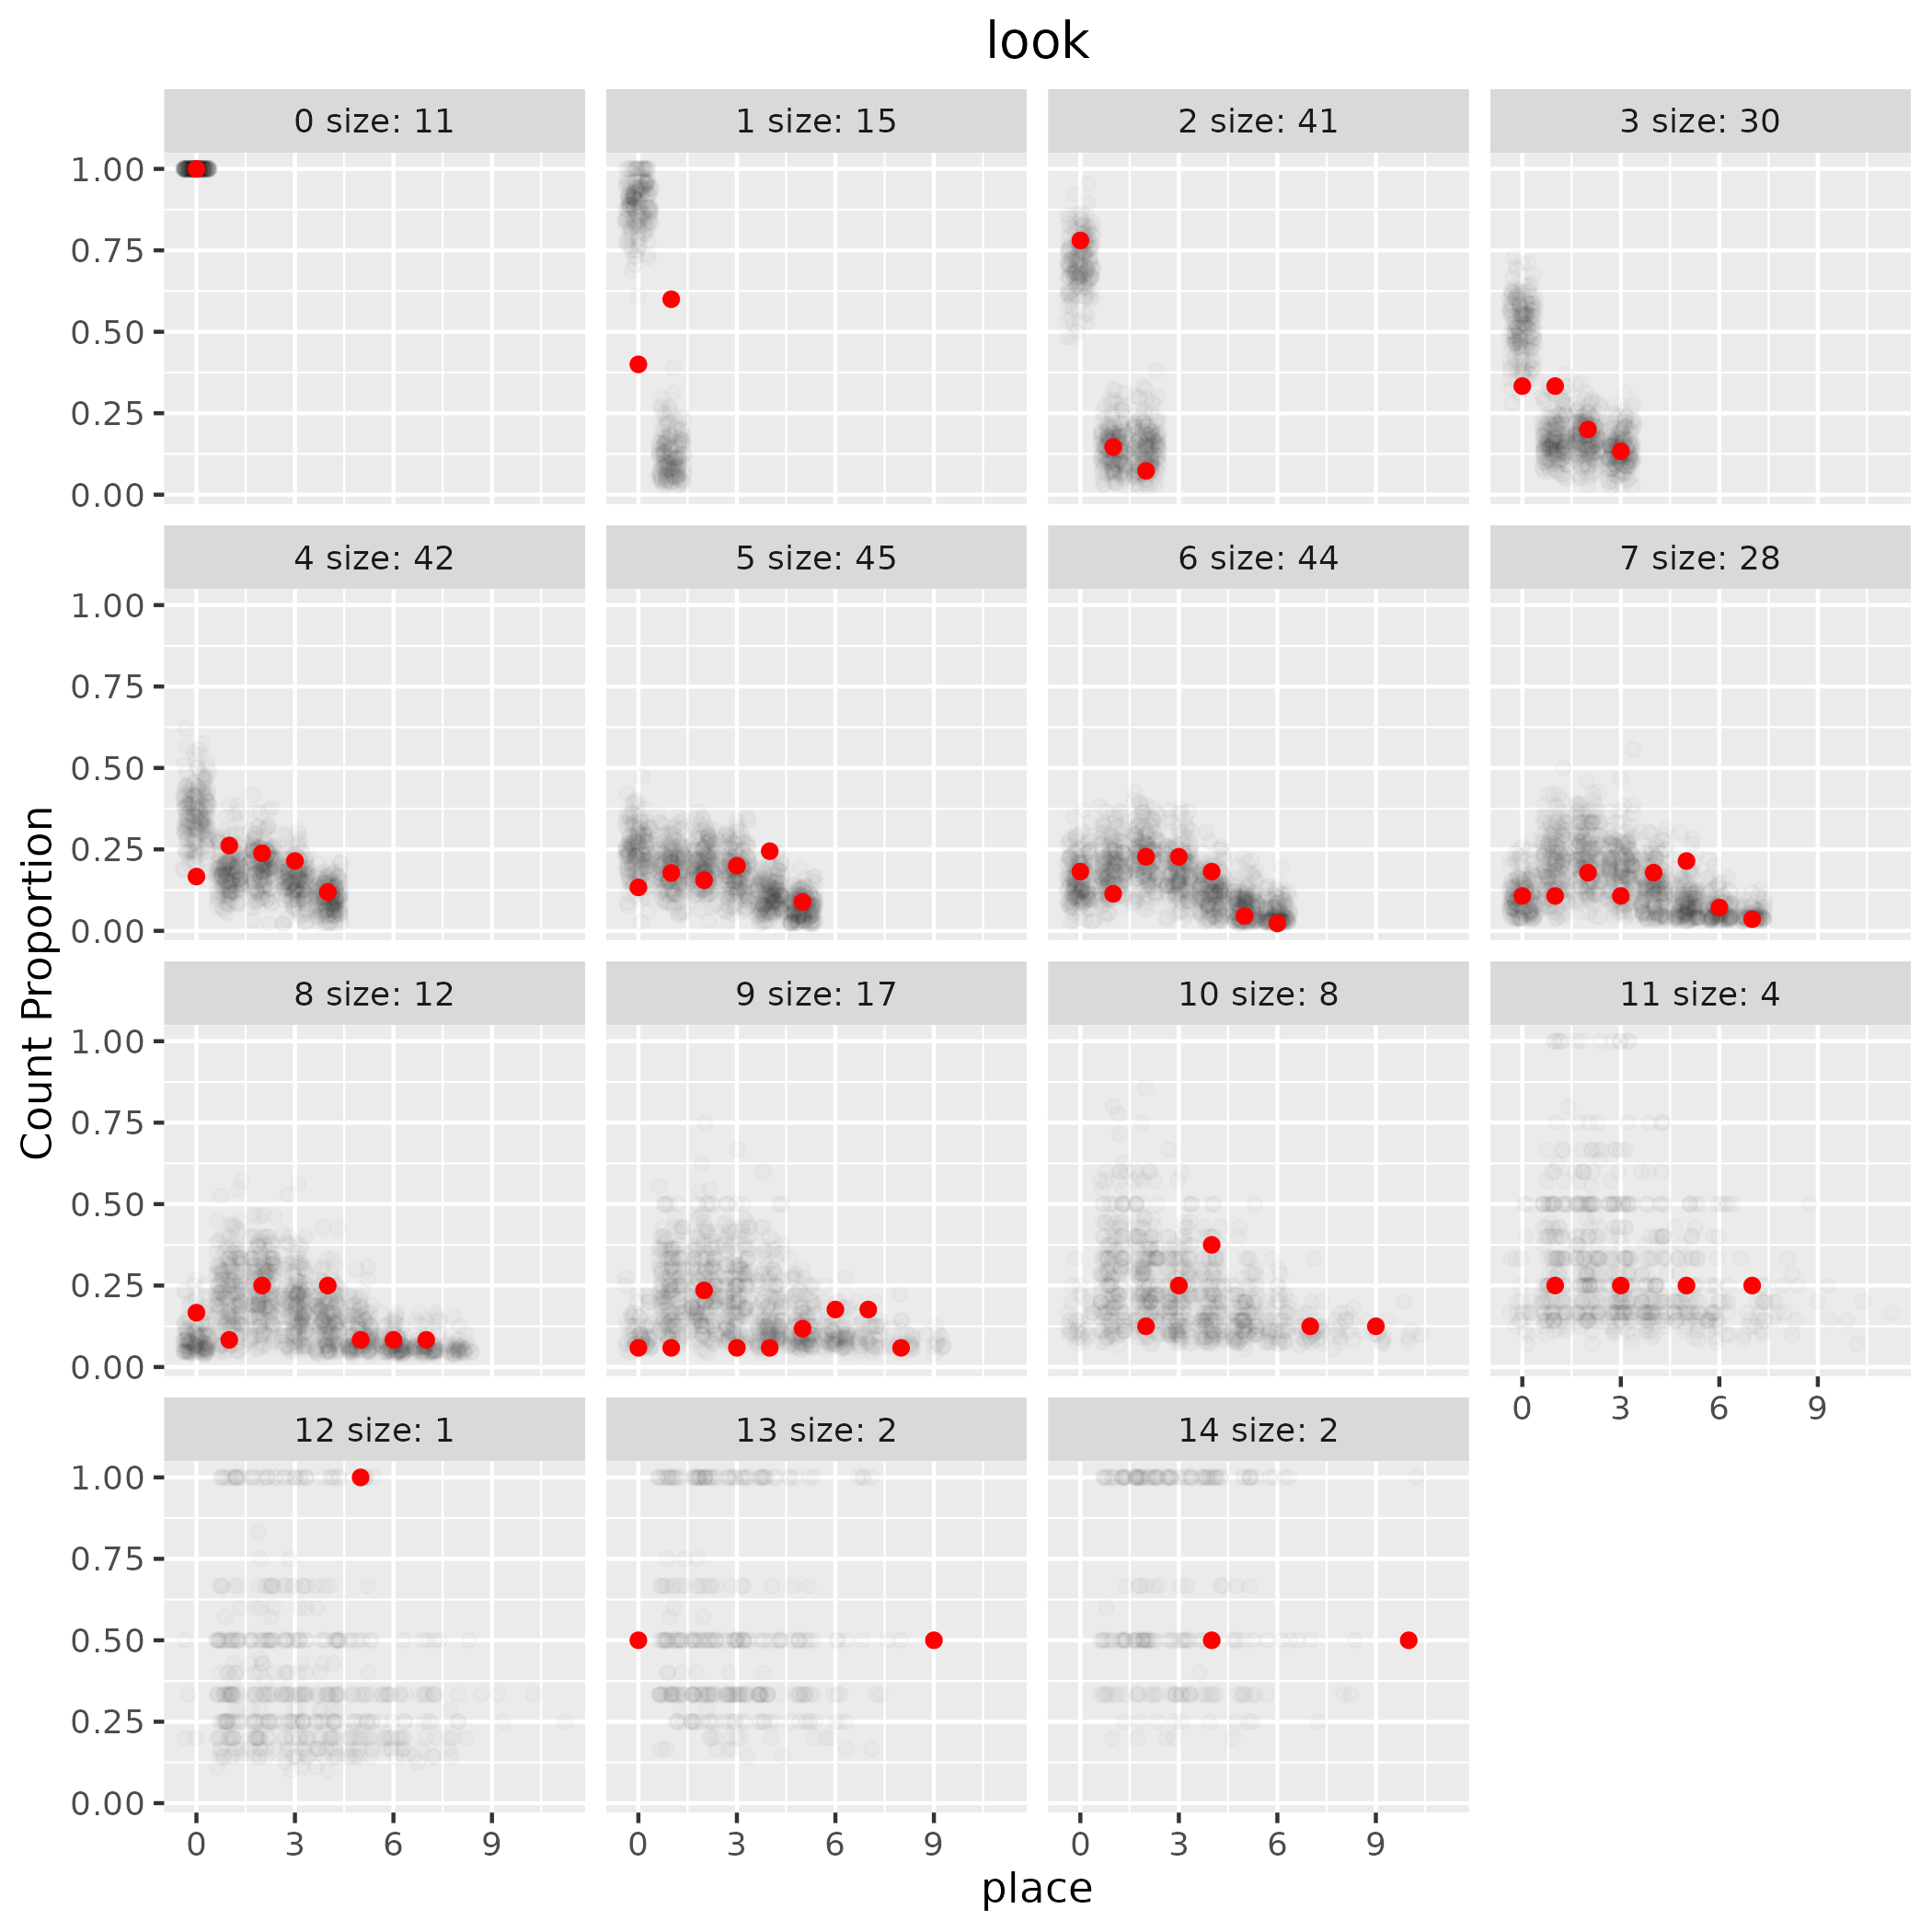 look
0 size: 11
1 size: 15
2 size: 41
3 size: 30
1.00
0.75
0.50
0.25
0.00
4 size: 42
5 size: 45
6 size: 44
7 size: 28
1.00
0.75
0.50
0.25
0.00
Count Proportion
8 size: 12
9 size: 17
10 size: 8
11 size: 4
1.00
0.75
0.50
0.25
0.00
0 3 6 9
12 size: 1
13 size: 2
14 size: 2
1.00
0.75
0.50
0.25
0.00
0 3 6 9
0 3 6 9
0 3 6 9
place